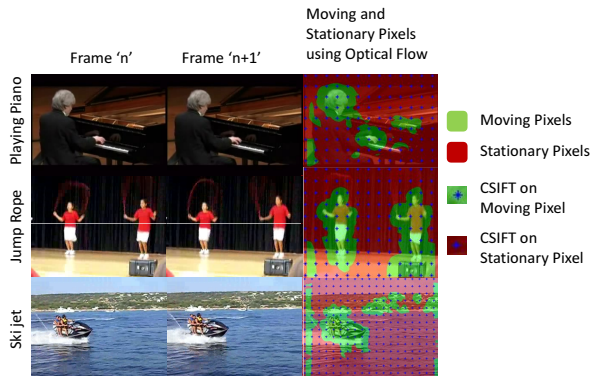 Frame ‘n’
Frame ‘n+1’
Moving and
Stationary Pixels
using Optical Flow
Playing Piano
Jump Rope
Ski jet
Moving Pixels
Stationary Pixels
CSIFT on
Moving Pixel
CSIFT on
Stationary Pixel